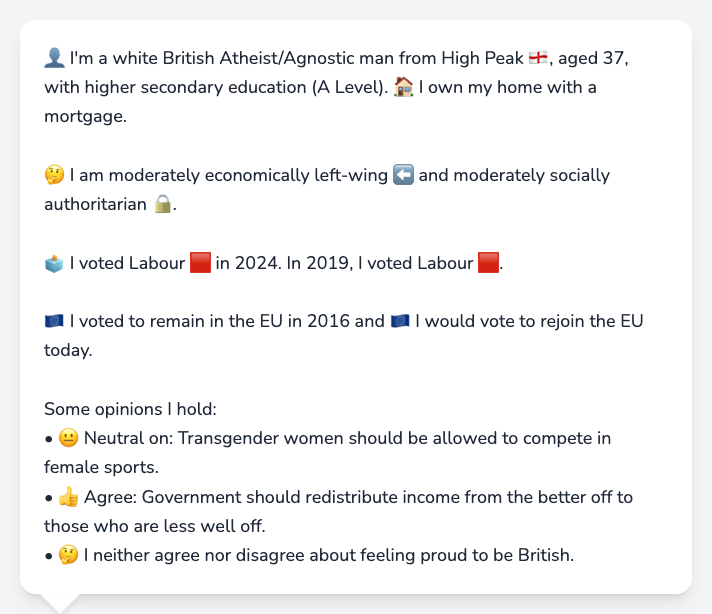 👤 I'm a white British Atheist/Agnostic man from High Peak 🏴󠁧󠁢󠁥󠁮󠁧󠁿, aged 37,
with higher secondary education (A Level). 🏠 I own my home with a
mortgage.
🤔 I am moderately economically left-wing ⬅️ and moderately socially
authoritarian 🔒.
🗳️ I voted Labour 🟥 in 2024. In 2019, I voted Labour 🟥.
🇪🇺 I voted to remain in the EU in 2016 and 🇪🇺 I would vote to rejoin the EU
today.
Some opinions I hold:
• 😐 Neutral on: Transgender women should be allowed to compete in
female sports.
• 👍 Agree: Government should redistribute income from the better off to
those who are less well off.
• 🤔 I neither agree nor disagree about feeling proud to be British.